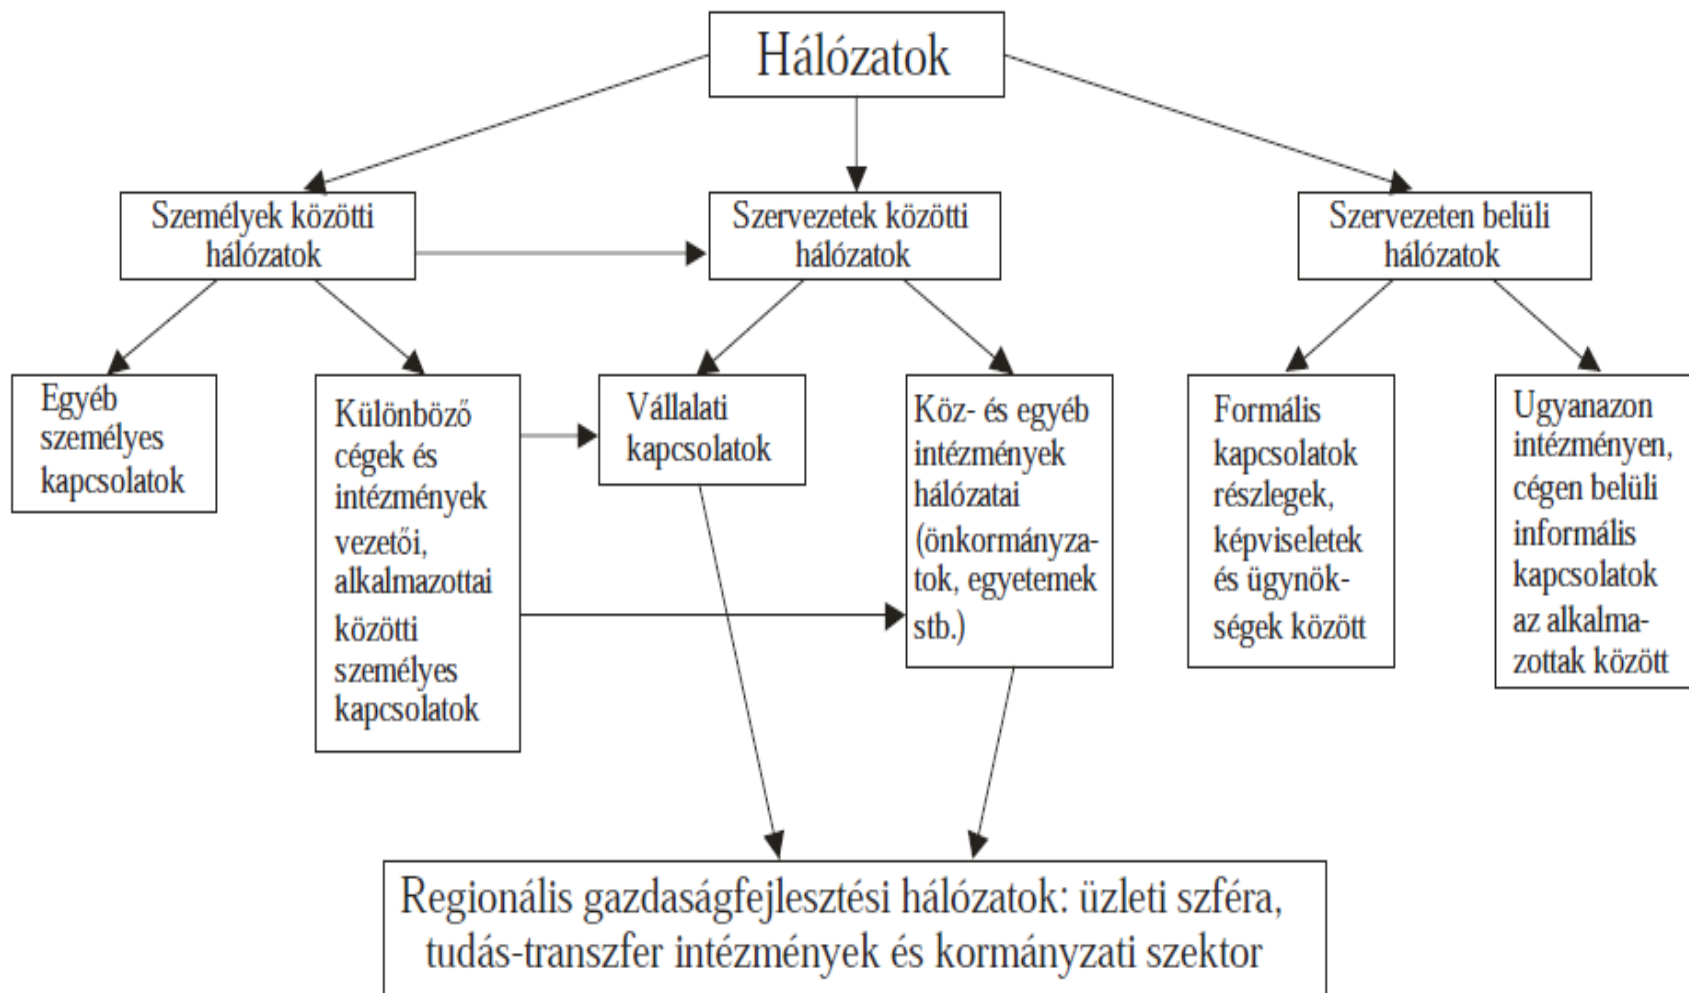 Hálózatok
Személyek közötti
hálózatok
Szervezetek közötti
hálózatok
Szervezeten belüli
hálózatok
Egyéb
személyes
kapcsolatok
Különböző
cégek és
intézmények
vezetői,
alkalmazottai
közötti
személyes
kapcsolatok
Vállalati
kapcsolatok
Köz- és egyéb
intézmények
hálózatai
(önkormányza-
tok, egyetemek
stb.)
Formális
kapcsolatok
részlegek,
képviseletek
és ügynök-
ségek között
Ugyanazon
intézményen,
cégen belüli
informális
kapcsolatok
az alkalma-
zottak között
Regionális gazdaságfejlesztési hálózatok: üzleti szféra,
tudás-transzfer intézmények és kormányzati szektor